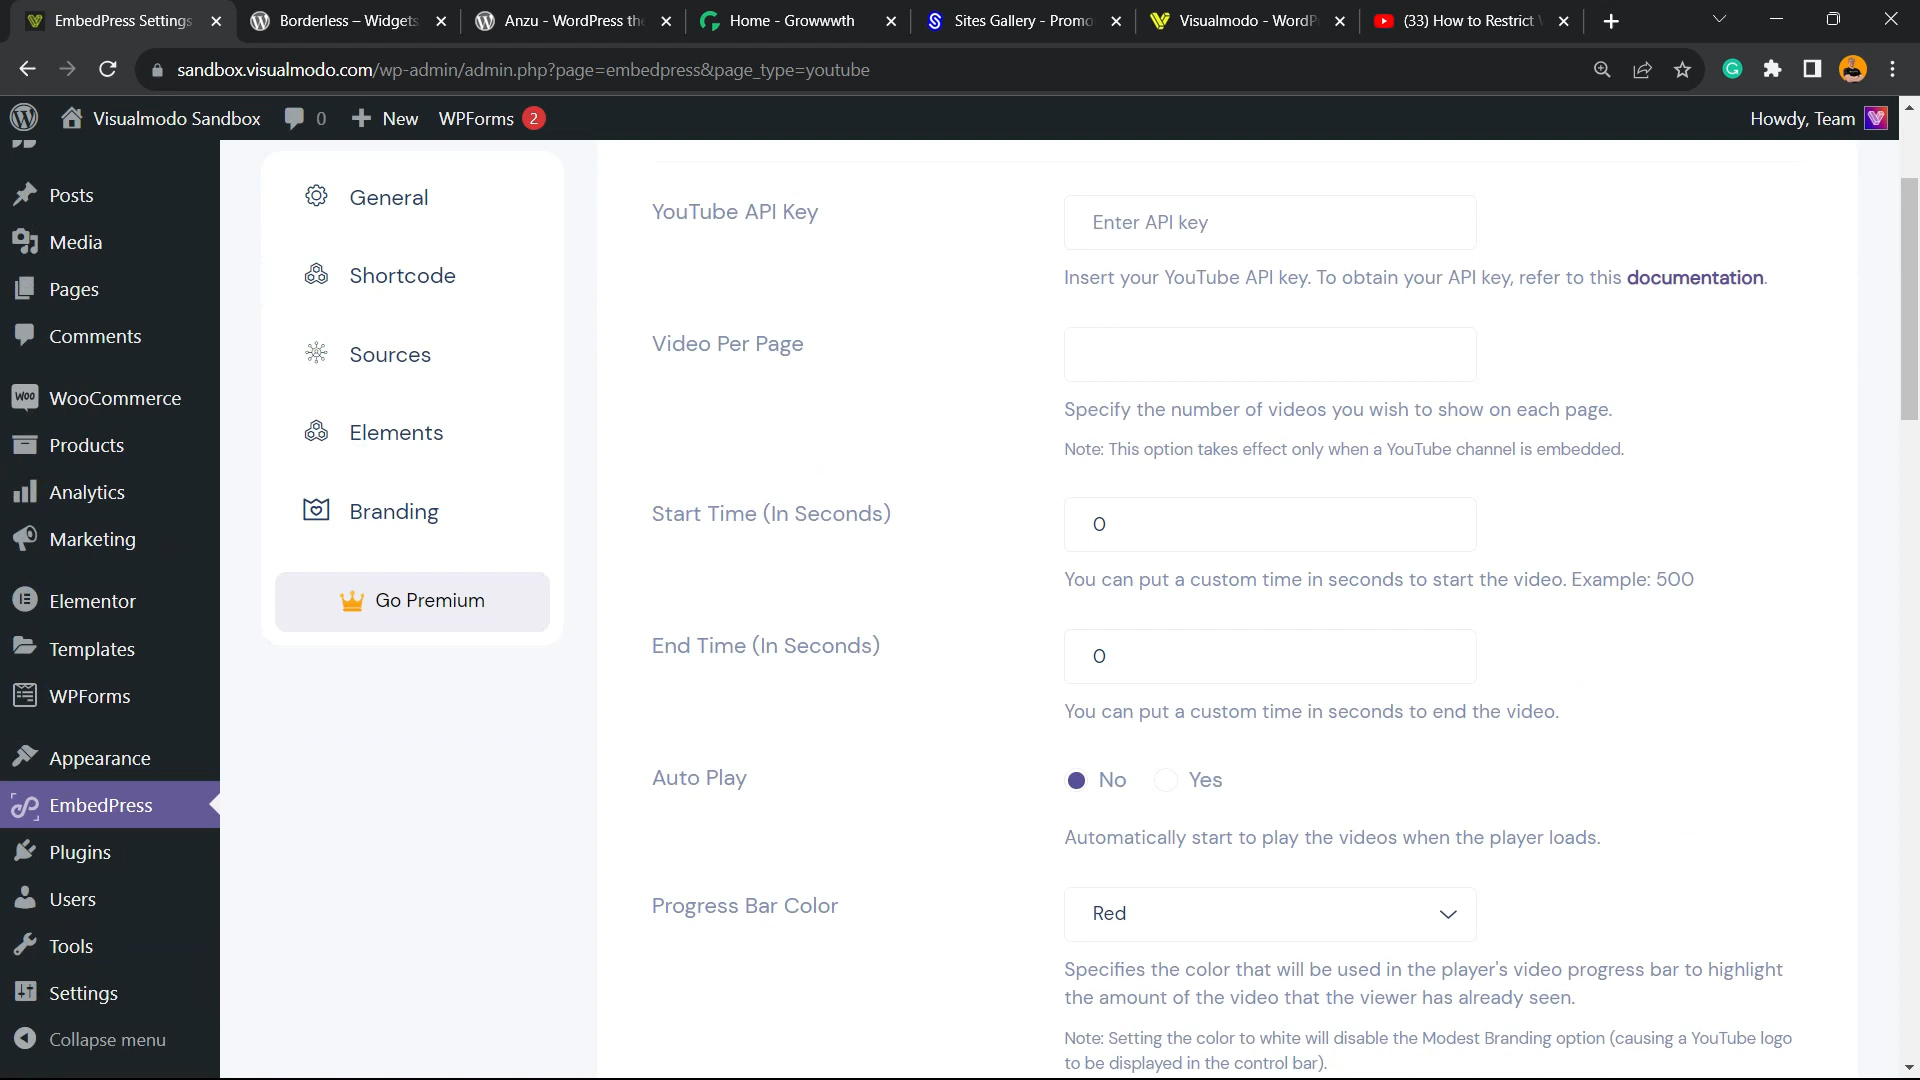 EmbedPress Settings
Borderless – Widgets
Anzu - WordPress the
Home - Growwwth
Sites Gallery - Promo
Visualmodo - WordP
(33) How to Restrict
sandbox.visualmodo.com/wp-admin/admin.php?page=embedpress&page_type=youtube
Visualmodo Sandbox
0
New
WPForms 2
Howdy, Team
Posts
Media
Pages
Comments
WooCommerce
Products
Analytics
Marketing
Elementor
Templates
WPForms
Appearance
EmbedPress
Plugins
Users
Tools
Settings
Collapse menu
General
Shortcode
Sources
Elements
Branding
Go Premium
YouTube API Key
Enter API key
Insert your YouTube API key. To obtain your API key, refer to this documentation.
Video Per Page
Specify the number of videos you wish to show on each page.
Note: This option takes effect only when a YouTube channel is embedded.
Start Time (In Seconds)
0
You can put a custom time in seconds to start the video. Example: 500
End Time (In Seconds)
0
You can put a custom time in seconds to end the video.
Auto Play
No Yes
Automatically start to play the videos when the player loads.
Progress Bar Color
Red
Specifies the color that will be used in the player's video progress bar to highlight
the amount of the video that the viewer has already seen.
Note: Setting the color to white will disable the Modest Branding option (causing a YouTube logo
to be displayed in the control bar).